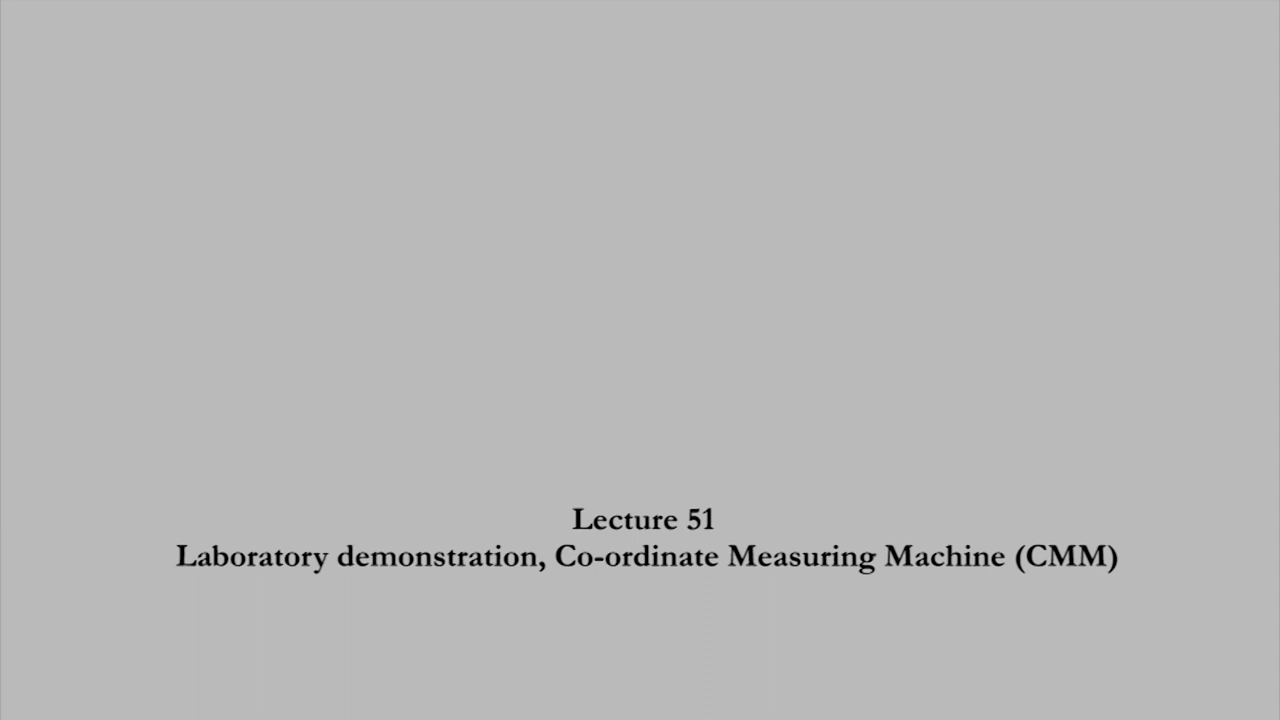 Lecture 51
Laboratory demonstration, Co-ordinate Measuring Machine (CMM)